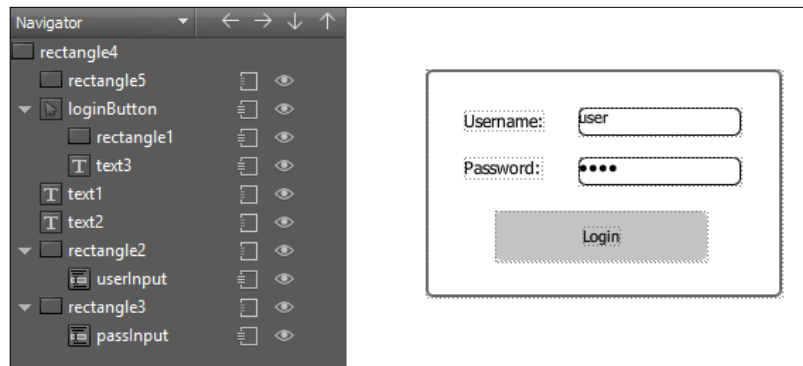 Navigator
rectangle4
rectangle5
loginButton
rectangle1
T text3
T text1
T text2
rectangle2
userInput
rectangle3
passInput
Username: user
Password: ••••
Login